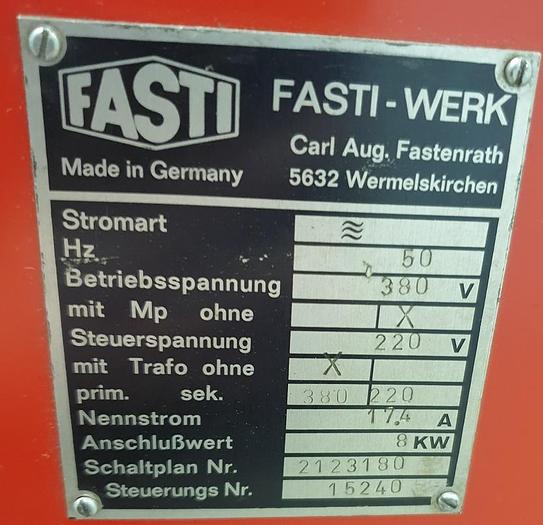 FASTI FASTI-WERK
Carl Aug. Fastenrath
Made in Germany 5632 Wermelskirchen
Stromart ≋
Hz 50
Betriebsspannung 380 V
mit Mp ohne X
Steuerspannung 220 V
mit Trafo ohne X
prim. sek. 380 220
Nennstrom 17.4 A
Anschlußwert 8 KW
Schaltplan Nr. 2123180
Steuerungs Nr. 15240